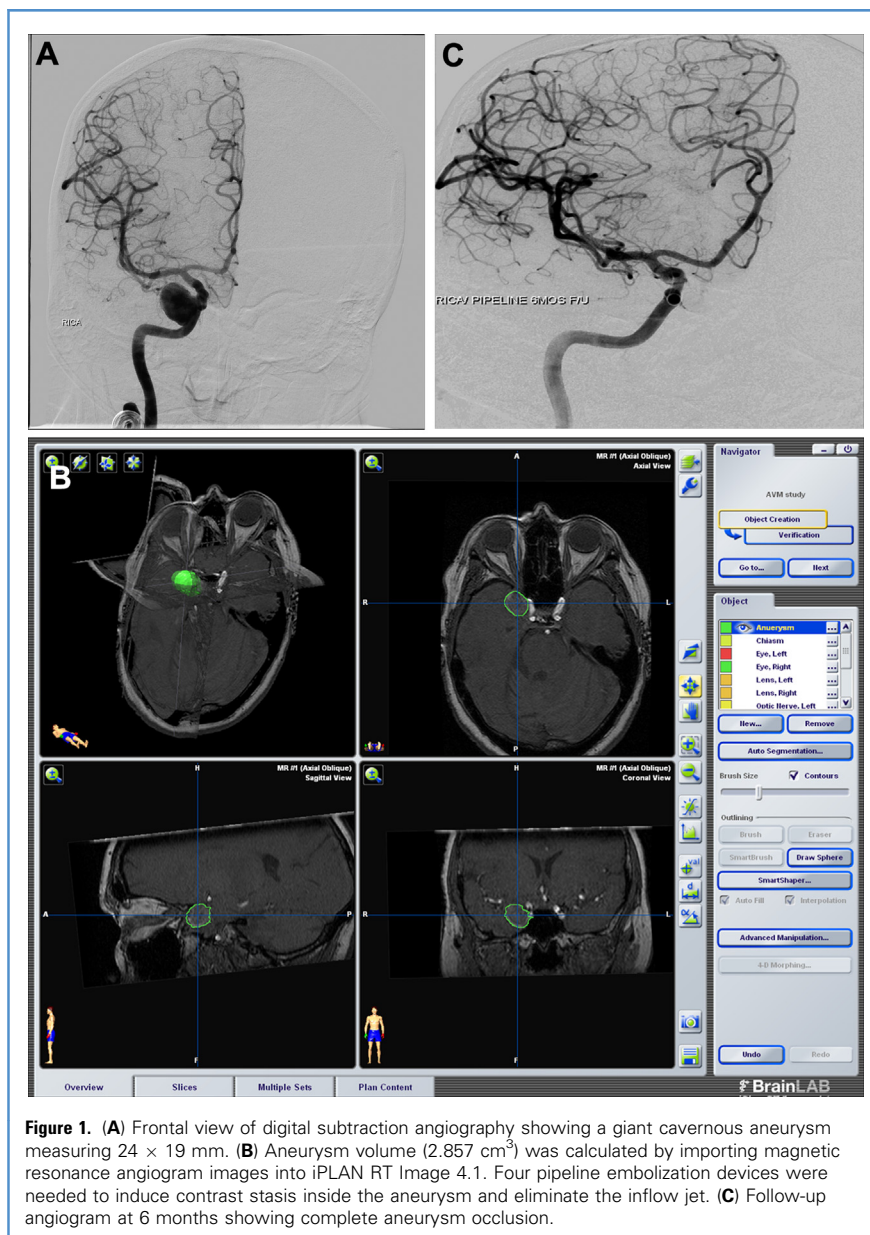 A
RICA
C
RICA/ PIPELINE 6MOS F/U
B
MR #1 (Axial Oblique)
Axial View
A
R
L
P
MR #1 (Axial Oblique)
Sagittal View
H
A
P
F
MR #1 (Axial Oblique)
Coronal View
H
R
L
F
val
d
Navigator
AVM study
Object Creation
Verification
Go to...
Next
Object
Anuerysm
...
Chiasm
...
Eye, Left
...
Eye, Right
...
Lens, Left
...
Lens, Right
...
Optic Nerve, Left
...
New...
Remove
Auto Segmentation...
Brush Size
Contours
Outlining
Brush
Eraser
SmartBrush
Draw Sphere
SmartShaper...
Auto Fill
Interpolation
Advanced Manipulation...
4-D Morphing...
Undo
Redo
Overview
Slices
Multiple Sets
Plan Content
BrainLAB
Figure 1. (A) Frontal view of digital subtraction angiography showing a giant cavernous aneurysm
measuring 24 × 19 mm. (B) Aneurysm volume (2.857 cm³) was calculated by importing magnetic
resonance angiogram images into iPLAN RT Image 4.1. Four pipeline embolization devices were
needed to induce contrast stasis inside the aneurysm and eliminate the inflow jet. (C) Follow-up
angiogram at 6 months showing complete aneurysm occlusion.